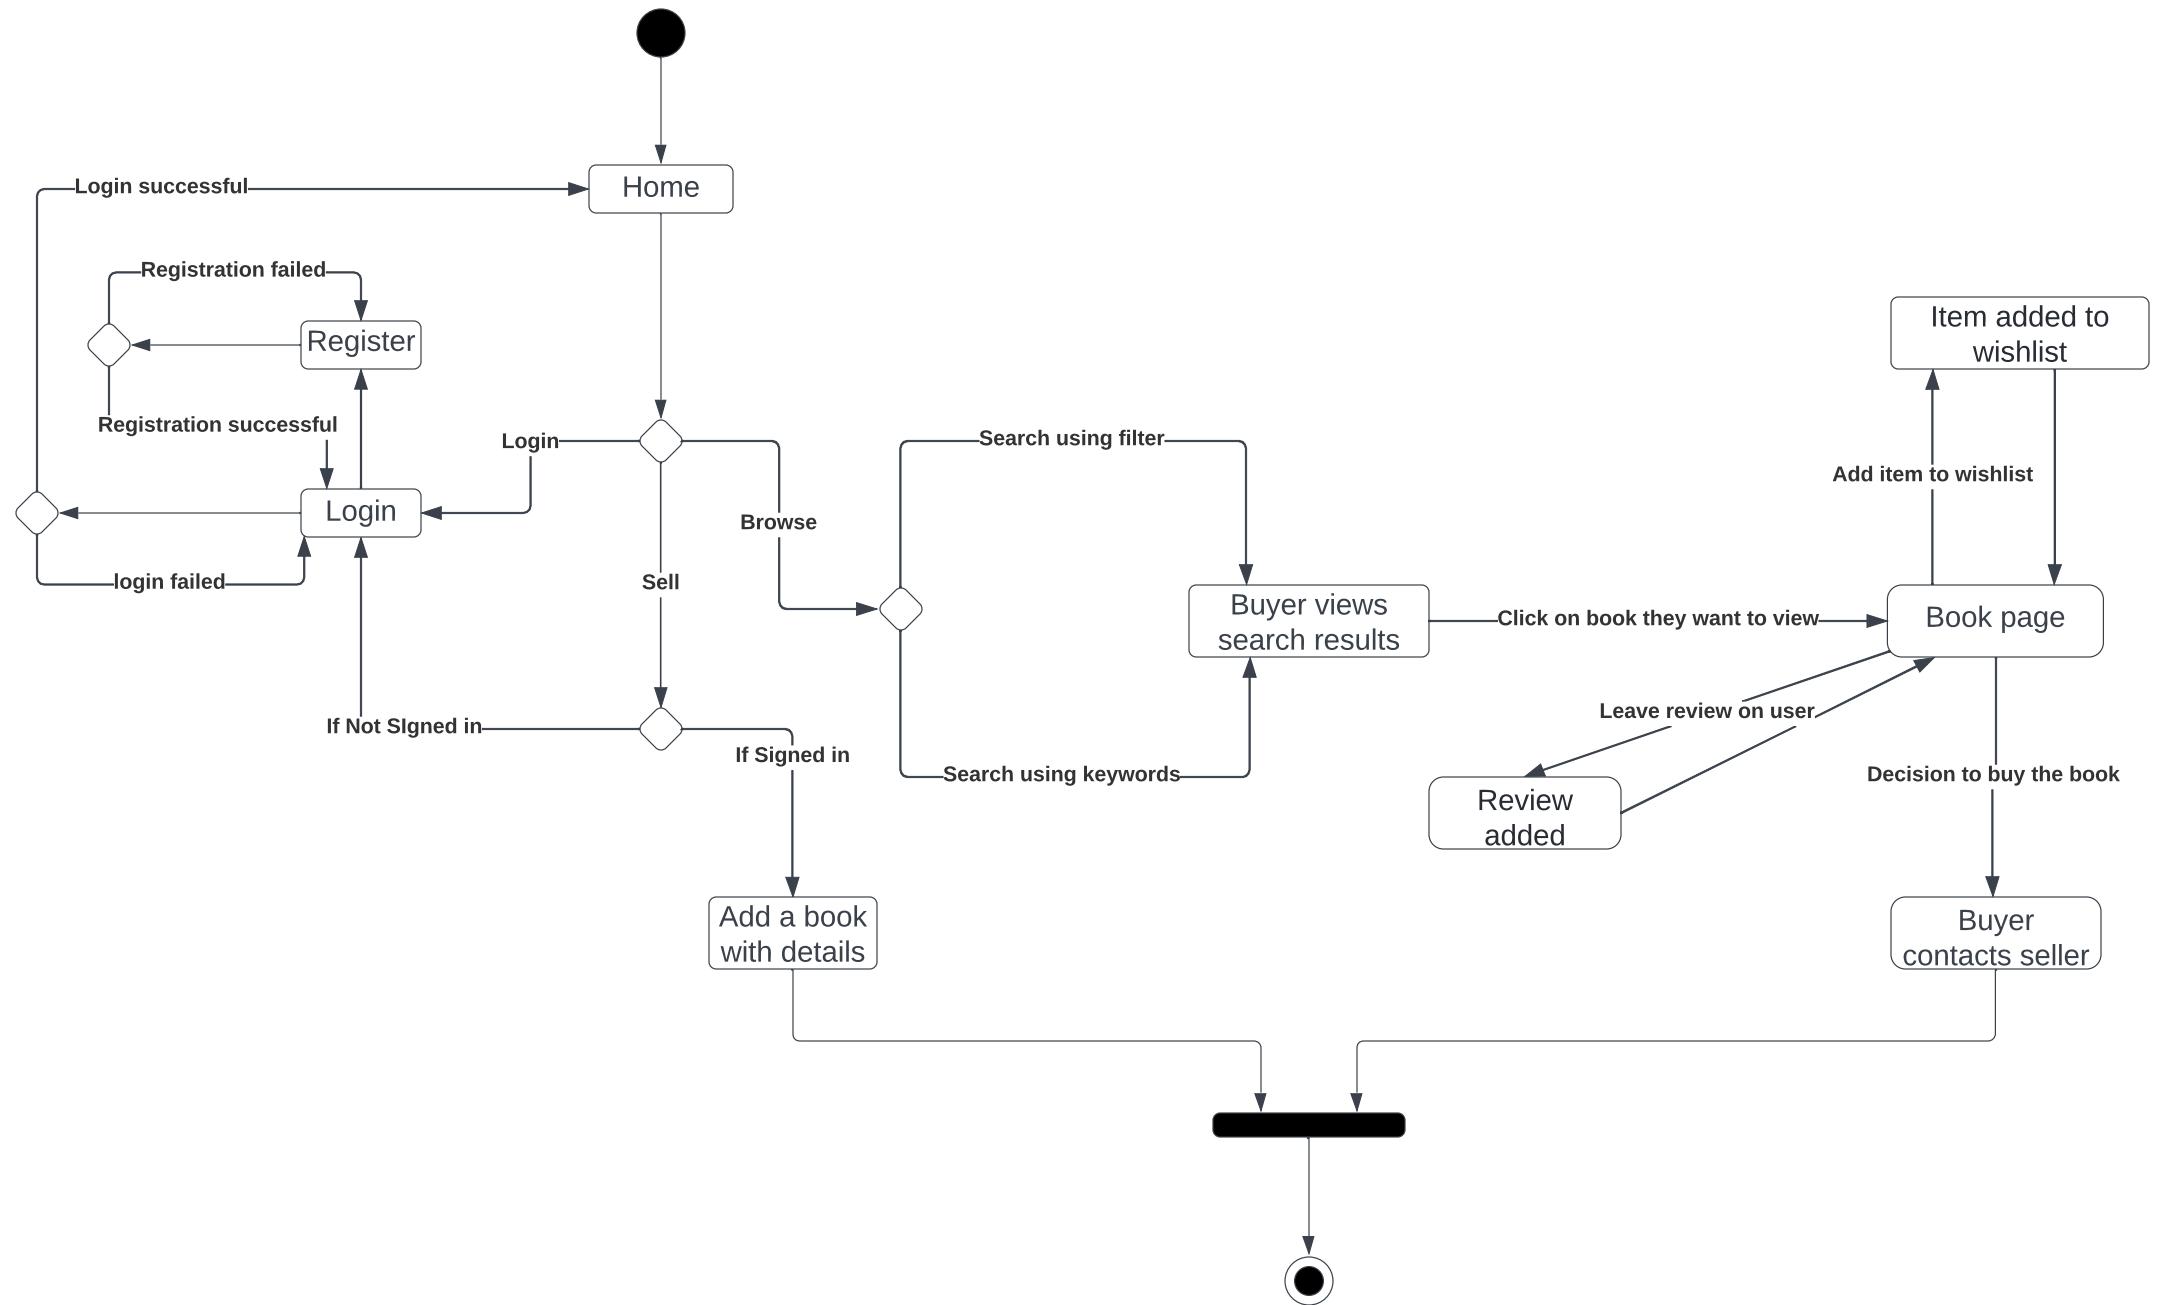 Home
Login successful
Registration failed
Register
Registration successful
Login
Login
login failed
Browse
Sell
If Not SIgned in
If Signed in
Add a book
with details
Search using filter
Search using keywords
Buyer views
search results
Click on book they want to view
Item added to
wishlist
Add item to wishlist
Book page
Leave review on user
Review
added
Decision to buy the book
Buyer
contacts seller